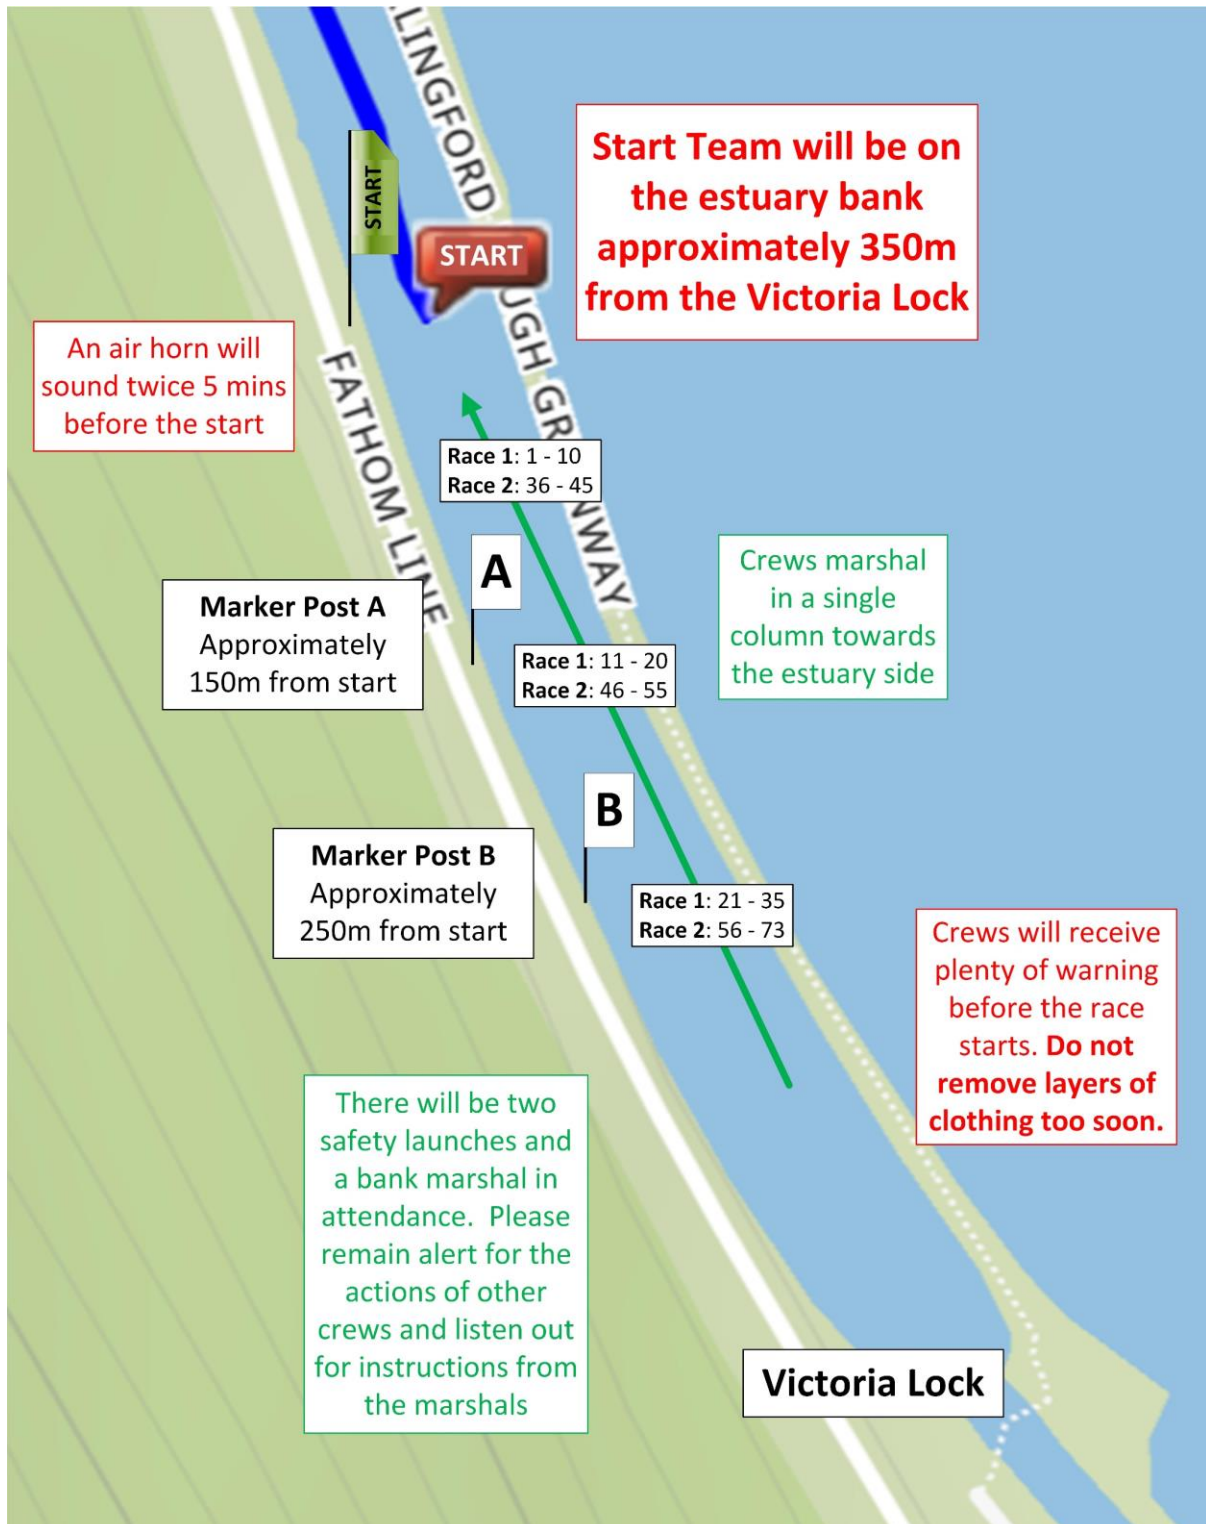 LINGFORD
UGH GR
NWAY
START
START
Start Team will be on
the estuary bank
approximately 350m
from the Victoria Lock
An air horn will
sound twice 5 mins
before the start
FATHOM LINE
Race 1: 1 - 10
Race 2: 36 - 45
A
Marker Post A
Approximately
150m from start
Crews marshal
in a single
column towards
the estuary side
Race 1: 11 - 20
Race 2: 46 - 55
B
Marker Post B
Approximately
250m from start
Race 1: 21 - 35
Race 2: 56 - 73
Crews will receive
plenty of warning
before the race
starts. Do not
remove layers of
clothing too soon.
There will be two
safety launches and
a bank marshal in
attendance.  Please
remain alert for the
actions of other
crews and listen out
for instructions from
the marshals
Victoria Lock